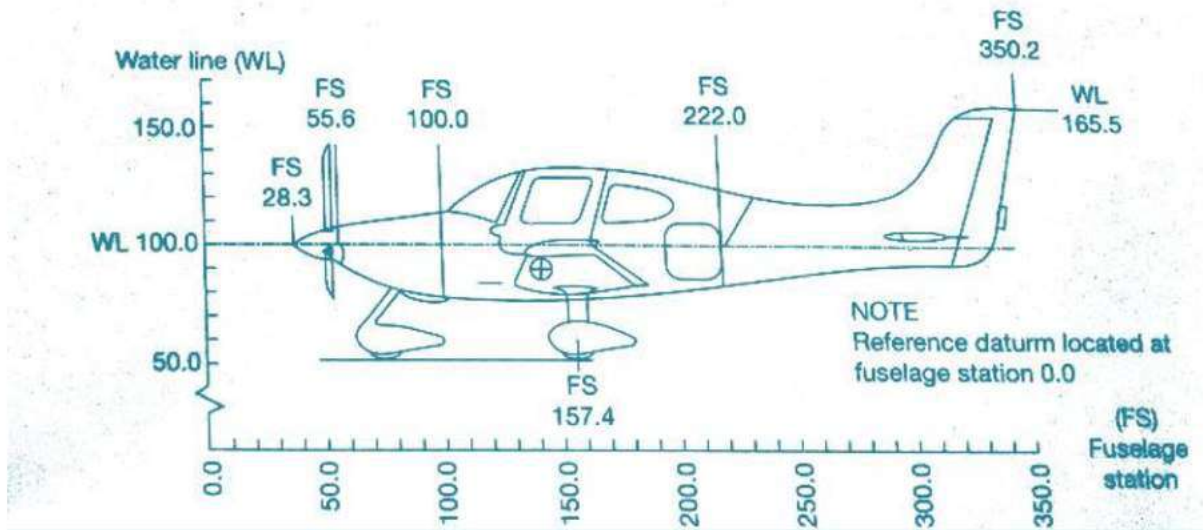 FS
350.2
Water line (WL)
FS
55.6
FS
100.0
FS
222.0
WL
165.5
150.0
FS
28.3
WL 100.0
NOTE
Reference daturm located at
fuselage station 0.0
50.0
FS
157.4
(FS)
Fuselage
station
0.0
50.0
100.0
150.0
200.0
250.0
300.0
350.0